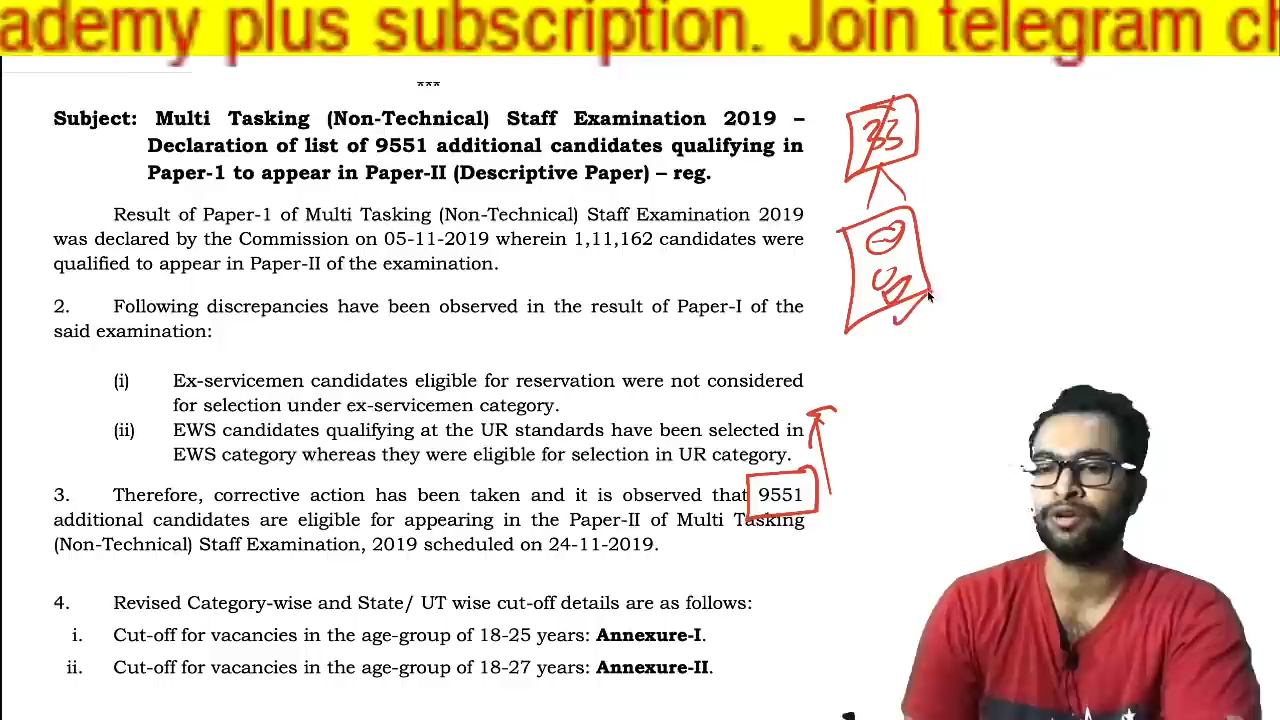 ademy plus subscription. Join telegram ch
***
Subject: Multi Tasking (Non-Technical) Staff Examination 2019 –
Declaration of list of 9551 additional candidates qualifying in
Paper-1 to appear in Paper-II (Descriptive Paper) – reg.
Result of Paper-1 of Multi Tasking (Non-Technical) Staff Examination 2019
was declared by the Commission on 05-11-2019 wherein 1,11,162 candidates were
qualified to appear in Paper-II of the examination.
2. Following discrepancies have been observed in the result of Paper-I of the
said examination:
(i) Ex-servicemen candidates eligible for reservation were not considered
for selection under ex-servicemen category.
(ii) EWS candidates qualifying at the UR standards have been selected in
EWS category whereas they were eligible for selection in UR category.
3. Therefore, corrective action has been taken and it is observed that 9551
additional candidates are eligible for appearing in the Paper-II of Multi Tasking
(Non-Technical) Staff Examination, 2019 scheduled on 24-11-2019.
4. Revised Category-wise and State/ UT wise cut-off details are as follows:
i. Cut-off for vacancies in the age-group of 18-25 years: Annexure-I.
ii. Cut-off for vacancies in the age-group of 18-27 years: Annexure-II.